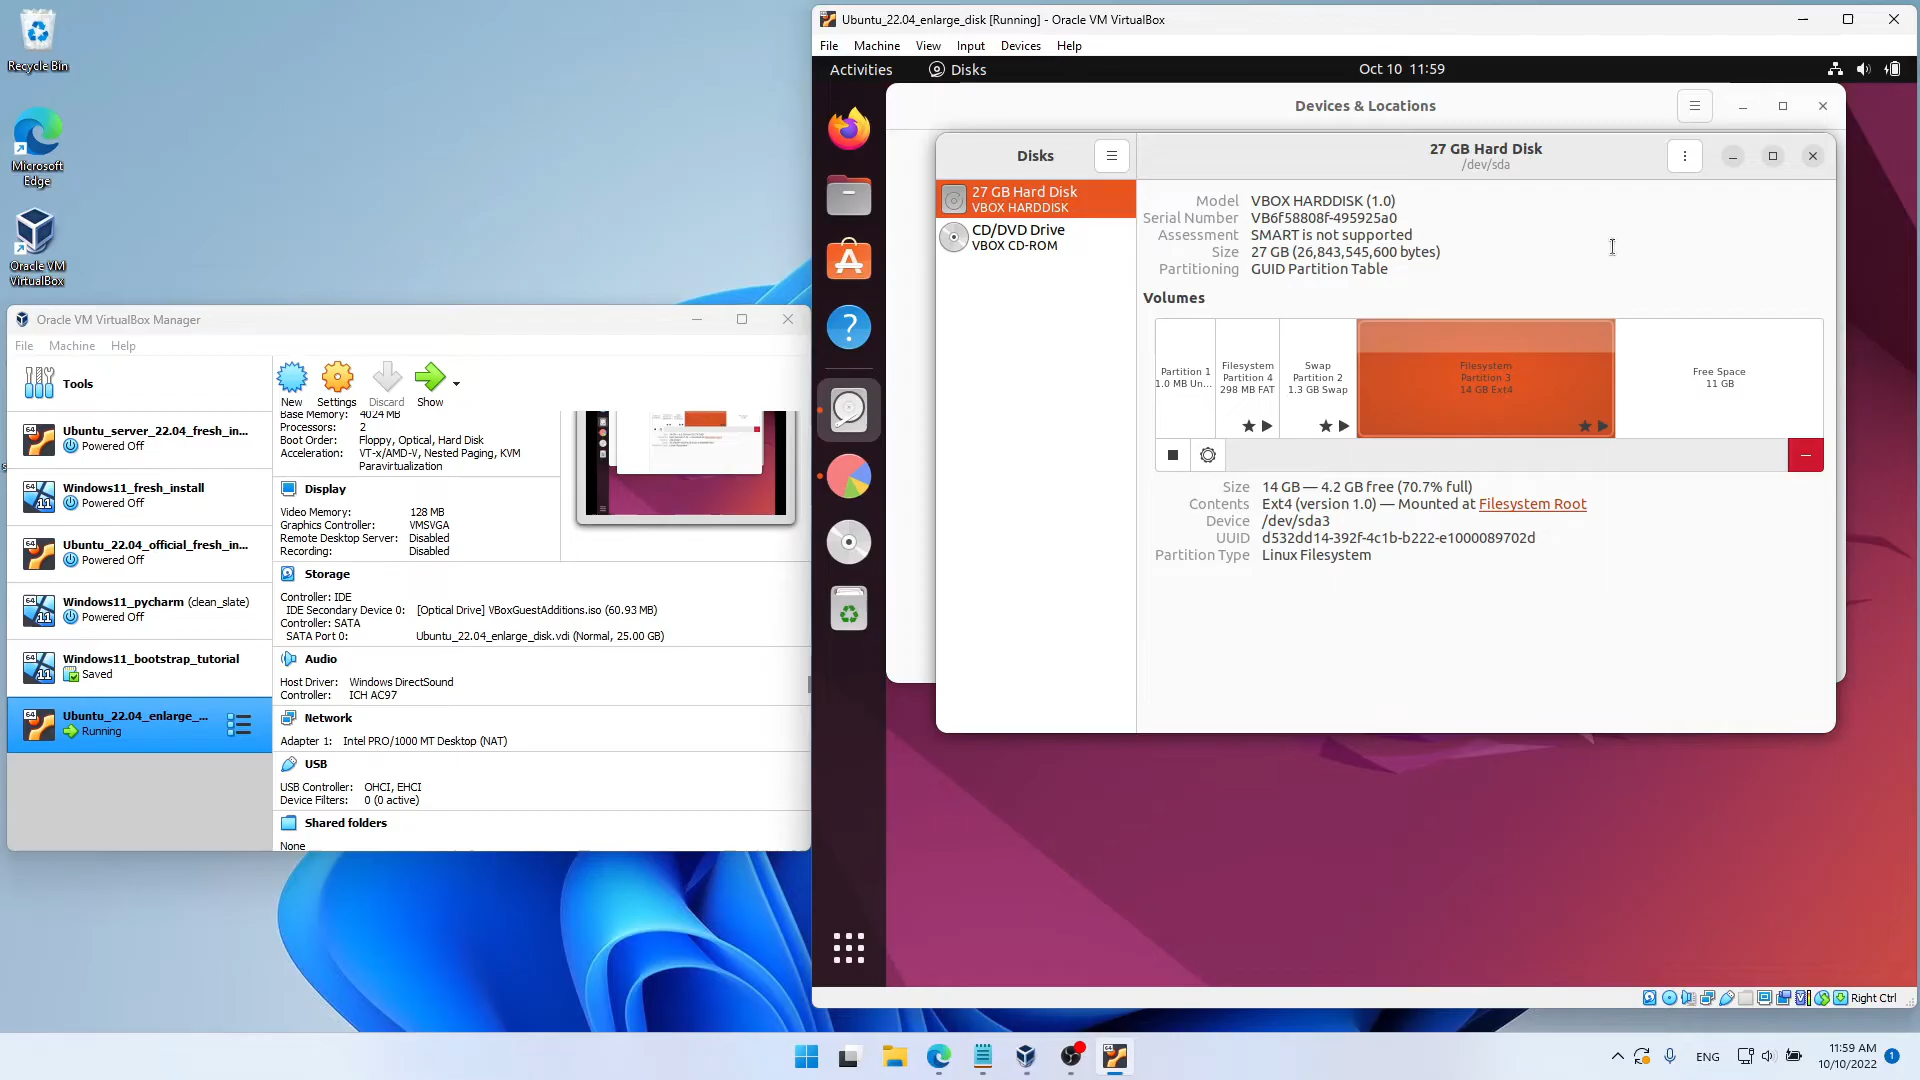 Recycle Bin
Microsoft
Edge
Oracle VM
VirtualBox
Oracle VM VirtualBox Manager
File Machine Help
Tools
New Settings Discard Show
Ubuntu_server_22.04_fresh_in...
Powered Off
Windows11_fresh_install
Powered Off
Ubuntu_22.04_official_fresh_in...
Powered Off
Windows11_pycharm (clean_slate)
Powered Off
Windows11_bootstrap_tutorial
Saved
Ubuntu_22.04_enlarge_...
Running
Base Memory: 4024 MB
Processors: 2
Boot Order: Floppy, Optical, Hard Disk
Acceleration: VT-x/AMD-V, Nested Paging, KVM
Paravirtualization
Display
Video Memory: 128 MB
Graphics Controller: VMSVGA
Remote Desktop Server: Disabled
Recording: Disabled
Storage
Controller: IDE
IDE Secondary Device 0: [Optical Drive] VBoxGuestAdditions.iso (60.93 MB)
Controller: SATA
SATA Port 0: Ubuntu_22.04_enlarge_disk.vdi (Normal, 25.00 GB)
Audio
Host Driver: Windows DirectSound
Controller: ICH AC97
Network
Adapter 1: Intel PRO/1000 MT Desktop (NAT)
USB
USB Controller: OHCI, EHCI
Device Filters: 0 (0 active)
Shared folders
None
Ubuntu_22.04_enlarge_disk [Running] - Oracle VM VirtualBox
File Machine View Input Devices Help
Activities Disks Oct 10 11:59
Devices & Locations
Disks
27 GB Hard Disk
/dev/sda
27 GB Hard Disk
VBOX HARDDISK
CD/DVD Drive
VBOX CD-ROM
Model VBOX HARDDISK (1.0)
Serial Number VB6f58808f-495925a0
Assessment SMART is not supported
Size 27 GB (26,843,545,600 bytes)
Partitioning GUID Partition Table
Volumes
Partition 1
1.0 MB Un...
Filesystem
Partition 4
298 MB FAT
Swap
Partition 2
1.3 GB Swap
Filesystem
Partition 3
14 GB Ext4
Free Space
11 GB
Size 14 GB — 4.2 GB free (70.7% full)
Contents Ext4 (version 1.0) — Mounted at Filesystem Root
Device /dev/sda3
UUID d532dd14-392f-4c1b-b222-e1000089702d
Partition Type Linux Filesystem
Right Ctrl
ENG
11:59 AM
10/10/2022
1